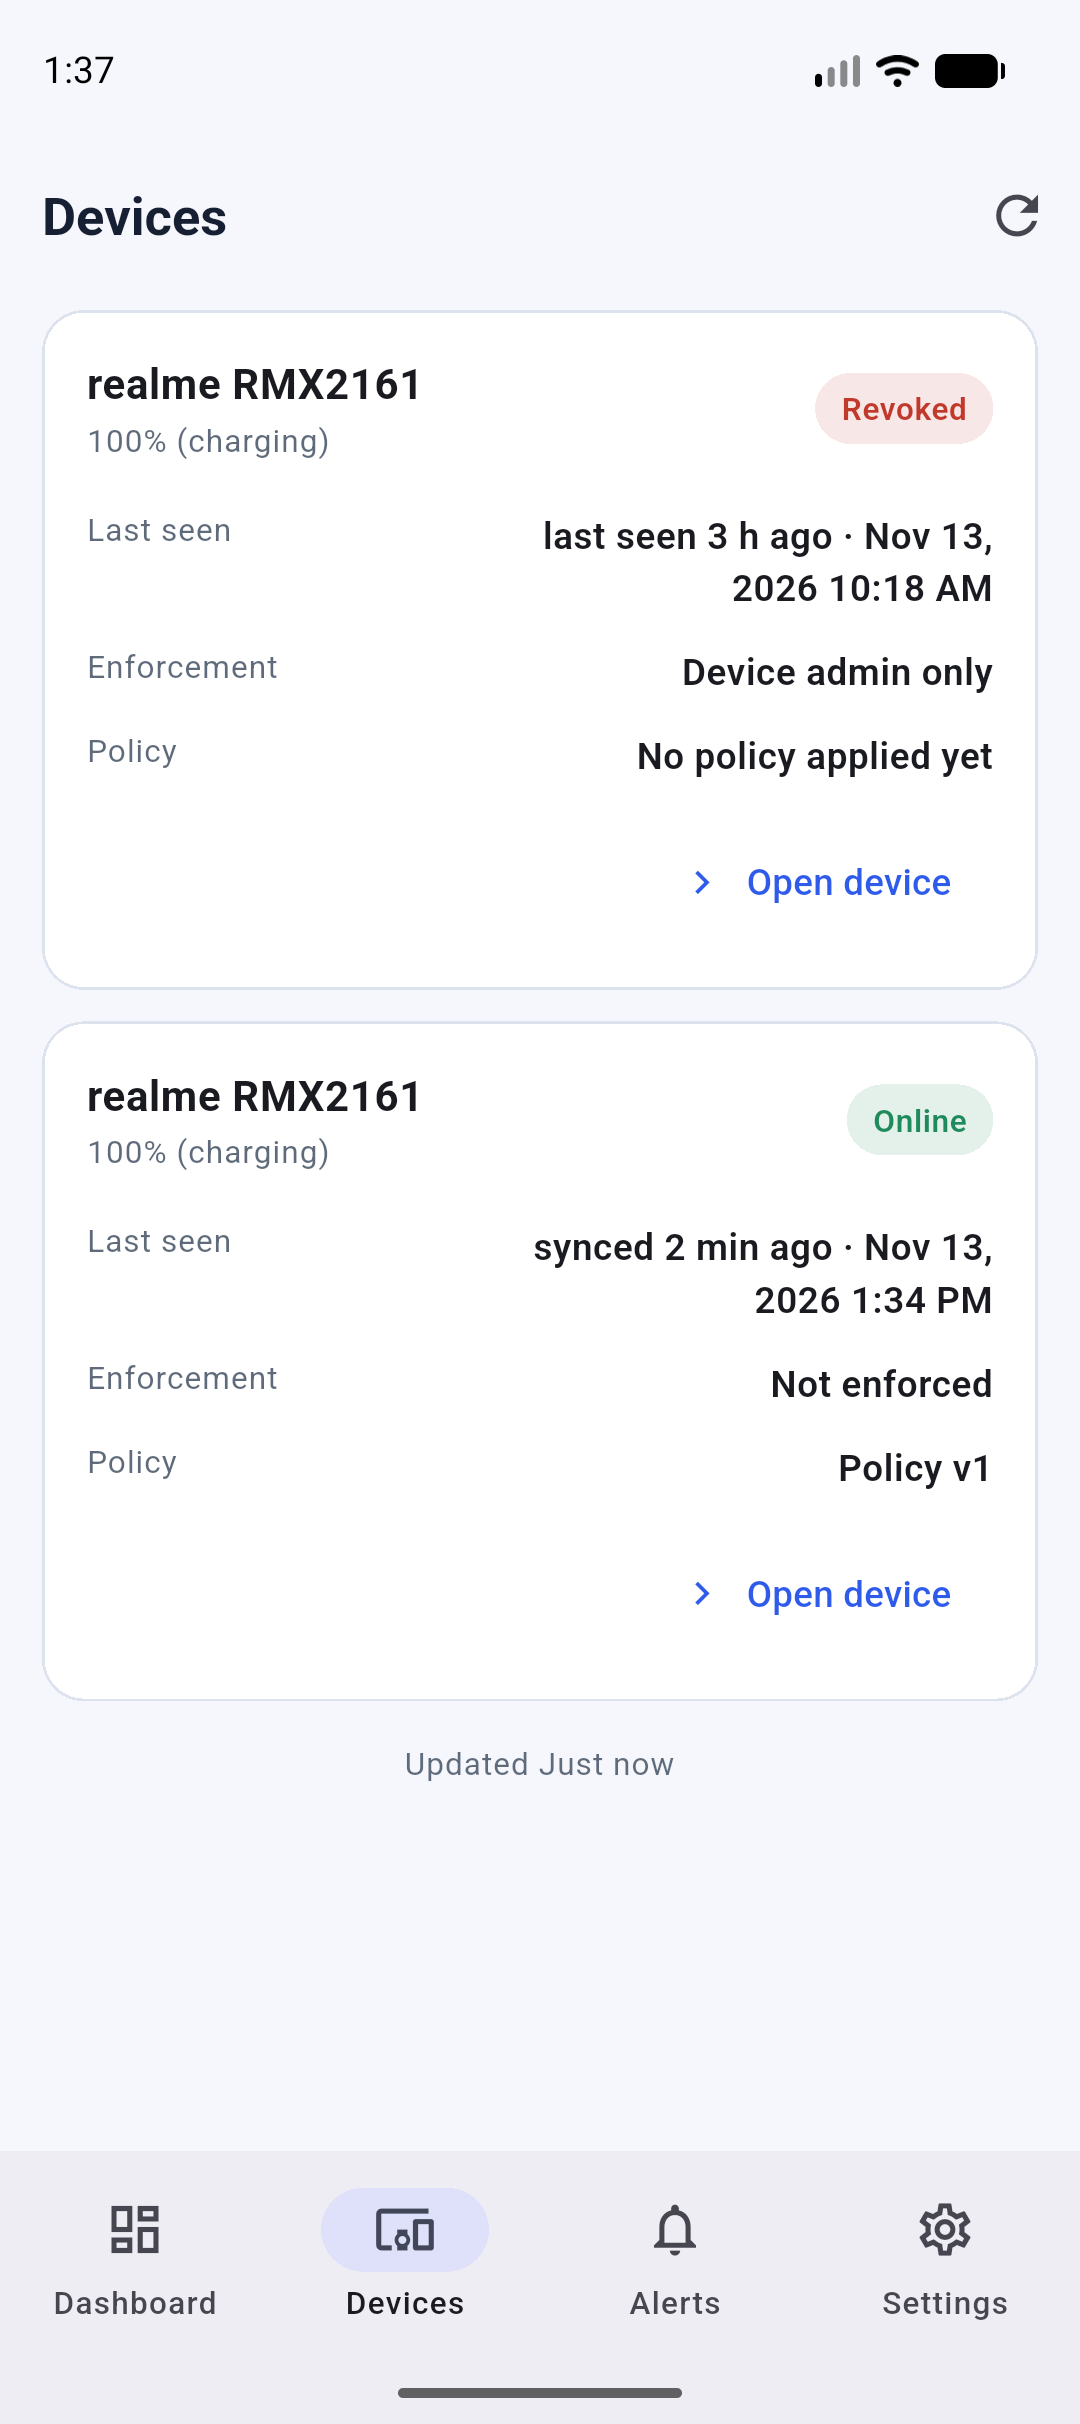 1:37
Devices
realme RMX2161
Revoked
100% (charging)
Last seen
last seen 3 h ago · Nov 13,
2026 10:18 AM
Enforcement
Device admin only
Policy
No policy applied yet
Open device
realme RMX2161
Online
100% (charging)
Last seen
synced 2 min ago · Nov 13,
2026 1:34 PM
Enforcement
Not enforced
Policy
Policy v1
Open device
Updated Just now
Dashboard
Devices
Alerts
Settings